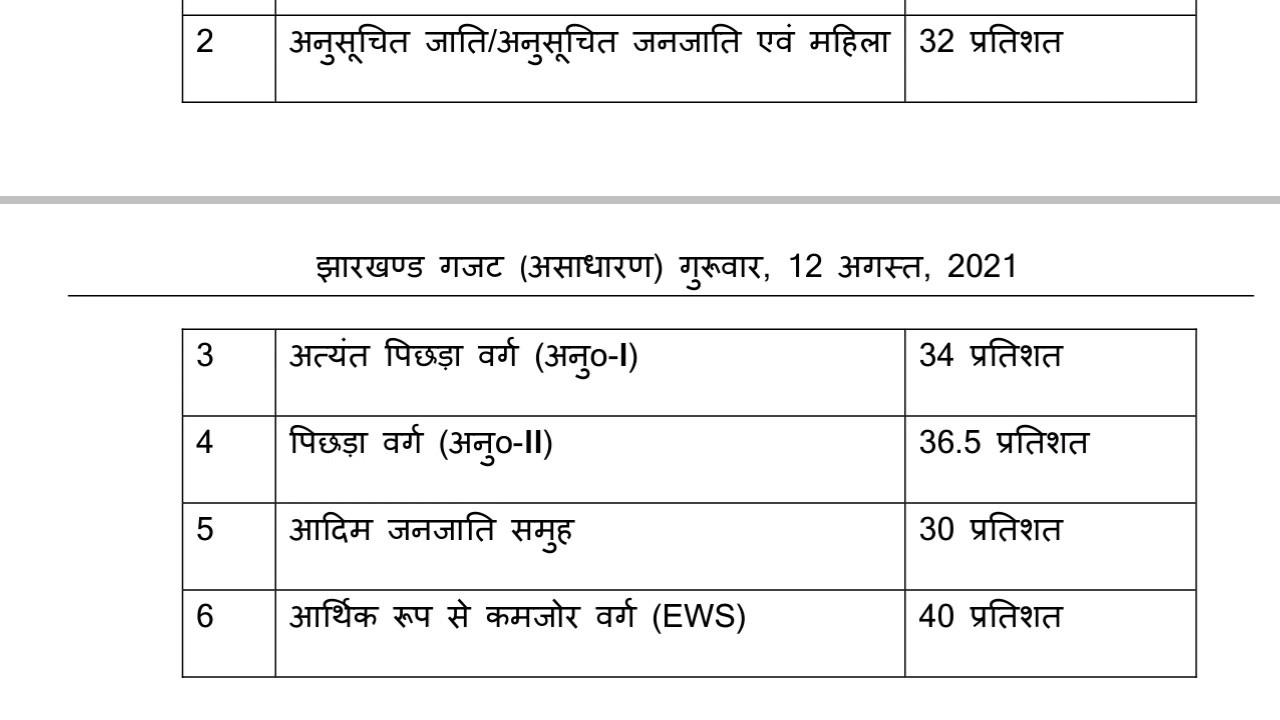 2 अनुसूचित जाति/अनुसूचित जनजाति एवं महिला 32 प्रतिशत
झारखण्ड गजट (असाधारण) गुरूवार, 12 अगस्त, 2021
3 अत्यंत पिछड़ा वर्ग (अनु०-I) 34 प्रतिशत
4 पिछड़ा वर्ग (अनु०-II) 36.5 प्रतिशत
5 आदिम जनजाति समुह 30 प्रतिशत
6 आर्थिक रूप से कमजोर वर्ग (EWS) 40 प्रतिशत